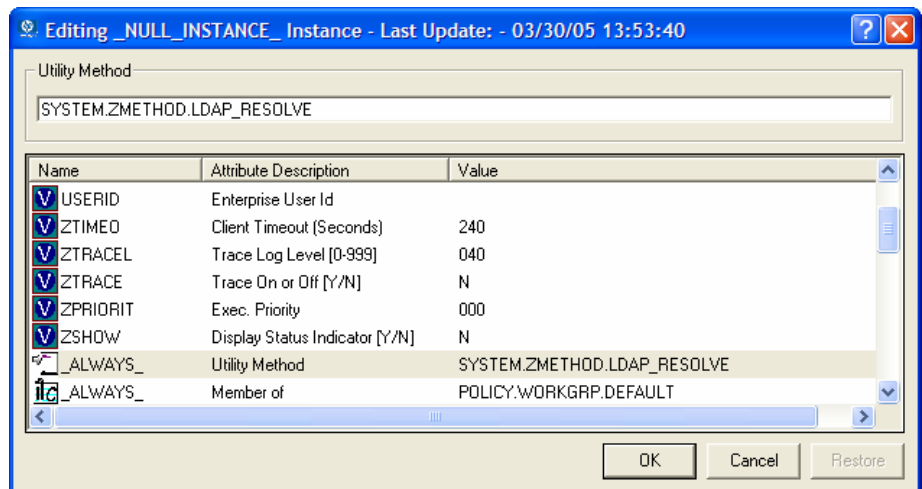 Editing _NULL_INSTANCE_ Instance - Last Update: - 03/30/05 13:53:40
Utility Method
SYSTEM.ZMETHOD.LDAP_RESOLVE
Name Attribute Description Value
V USERID Enterprise User Id
V ZTIMEO Client Timeout (Seconds) 240
V ZTRACEL Trace Log Level [0-999] 040
V ZTRACE Trace On or Off [Y/N] N
V ZPRIORIT Exec. Priority 000
V ZSHOW Display Status Indicator [Y/N] N
_ALWAYS_ Utility Method SYSTEM.ZMETHOD.LDAP_RESOLVE
_ALWAYS_ Member of POLICY.WORKGRP.DEFAULT
OK Cancel Restore